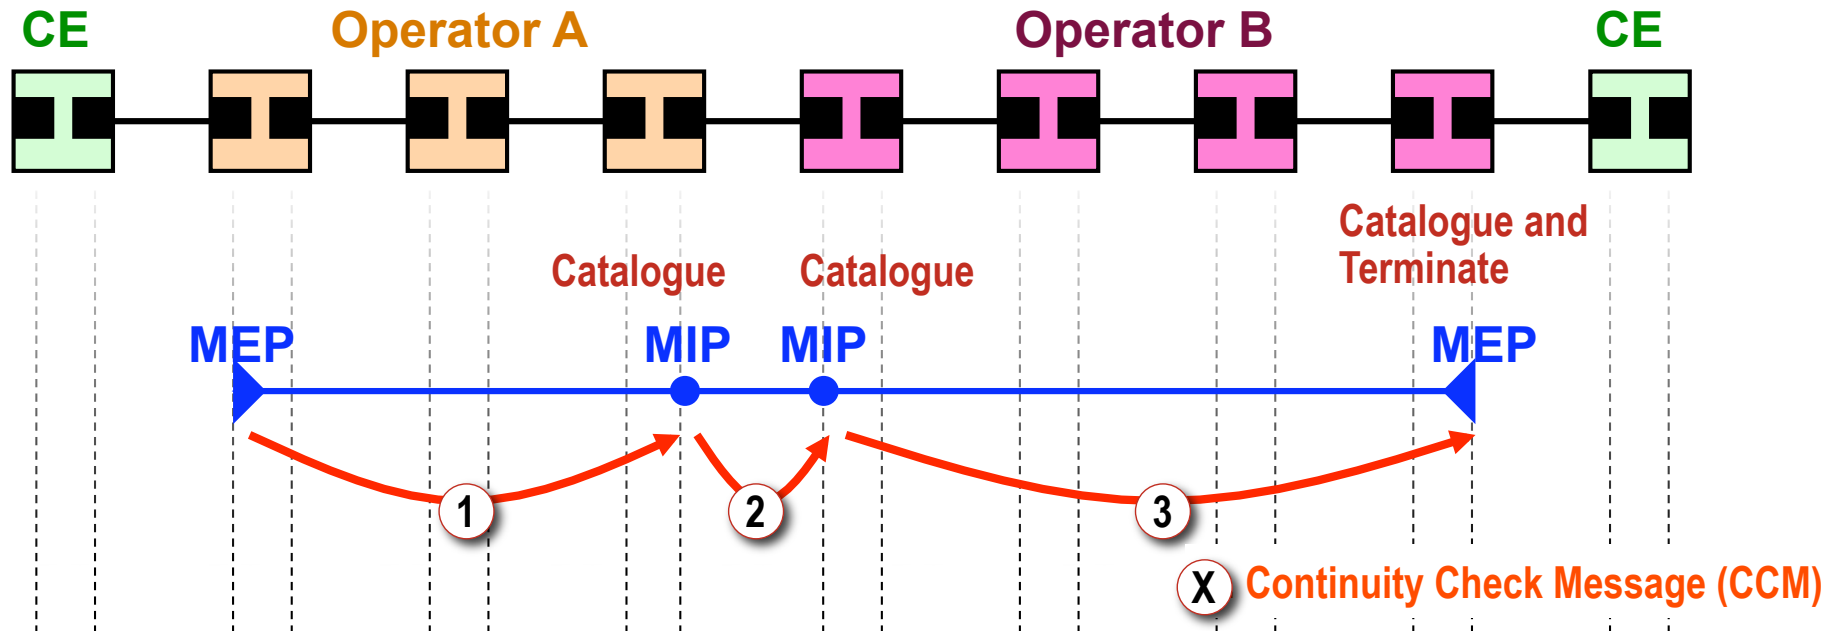 CE
Operator A
Operator B
CE
Catalogue
Catalogue
Catalogue and
Terminate
MEP
MIP
MIP
MEP
1
2
3
X Continuity Check Message (CCM)